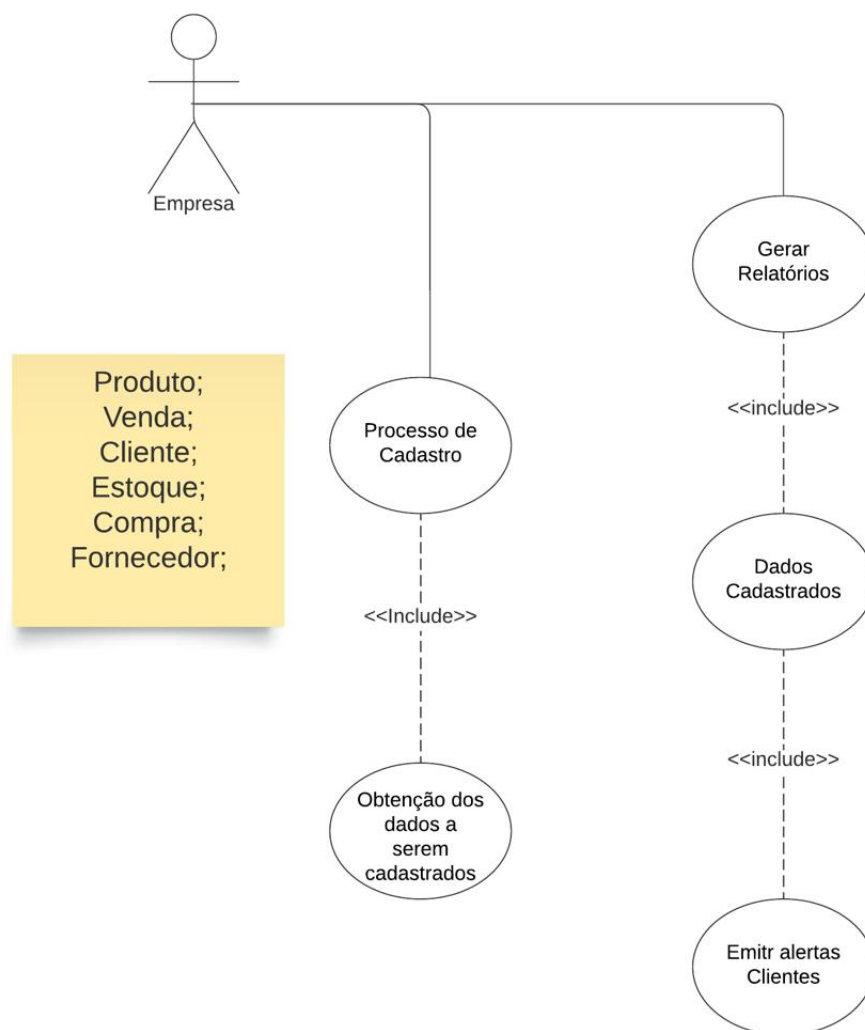 Empresa
Gerar
Relatórios
Produto;
Venda;
Cliente;
Estoque;
Compra;
Fornecedor;
<<include>>
Processo de
Cadastro
Dados
Cadastrados
<<Include>>
<<include>>
Obtenção dos
dados a
serem
cadastrados
Emitr alertas
Clientes